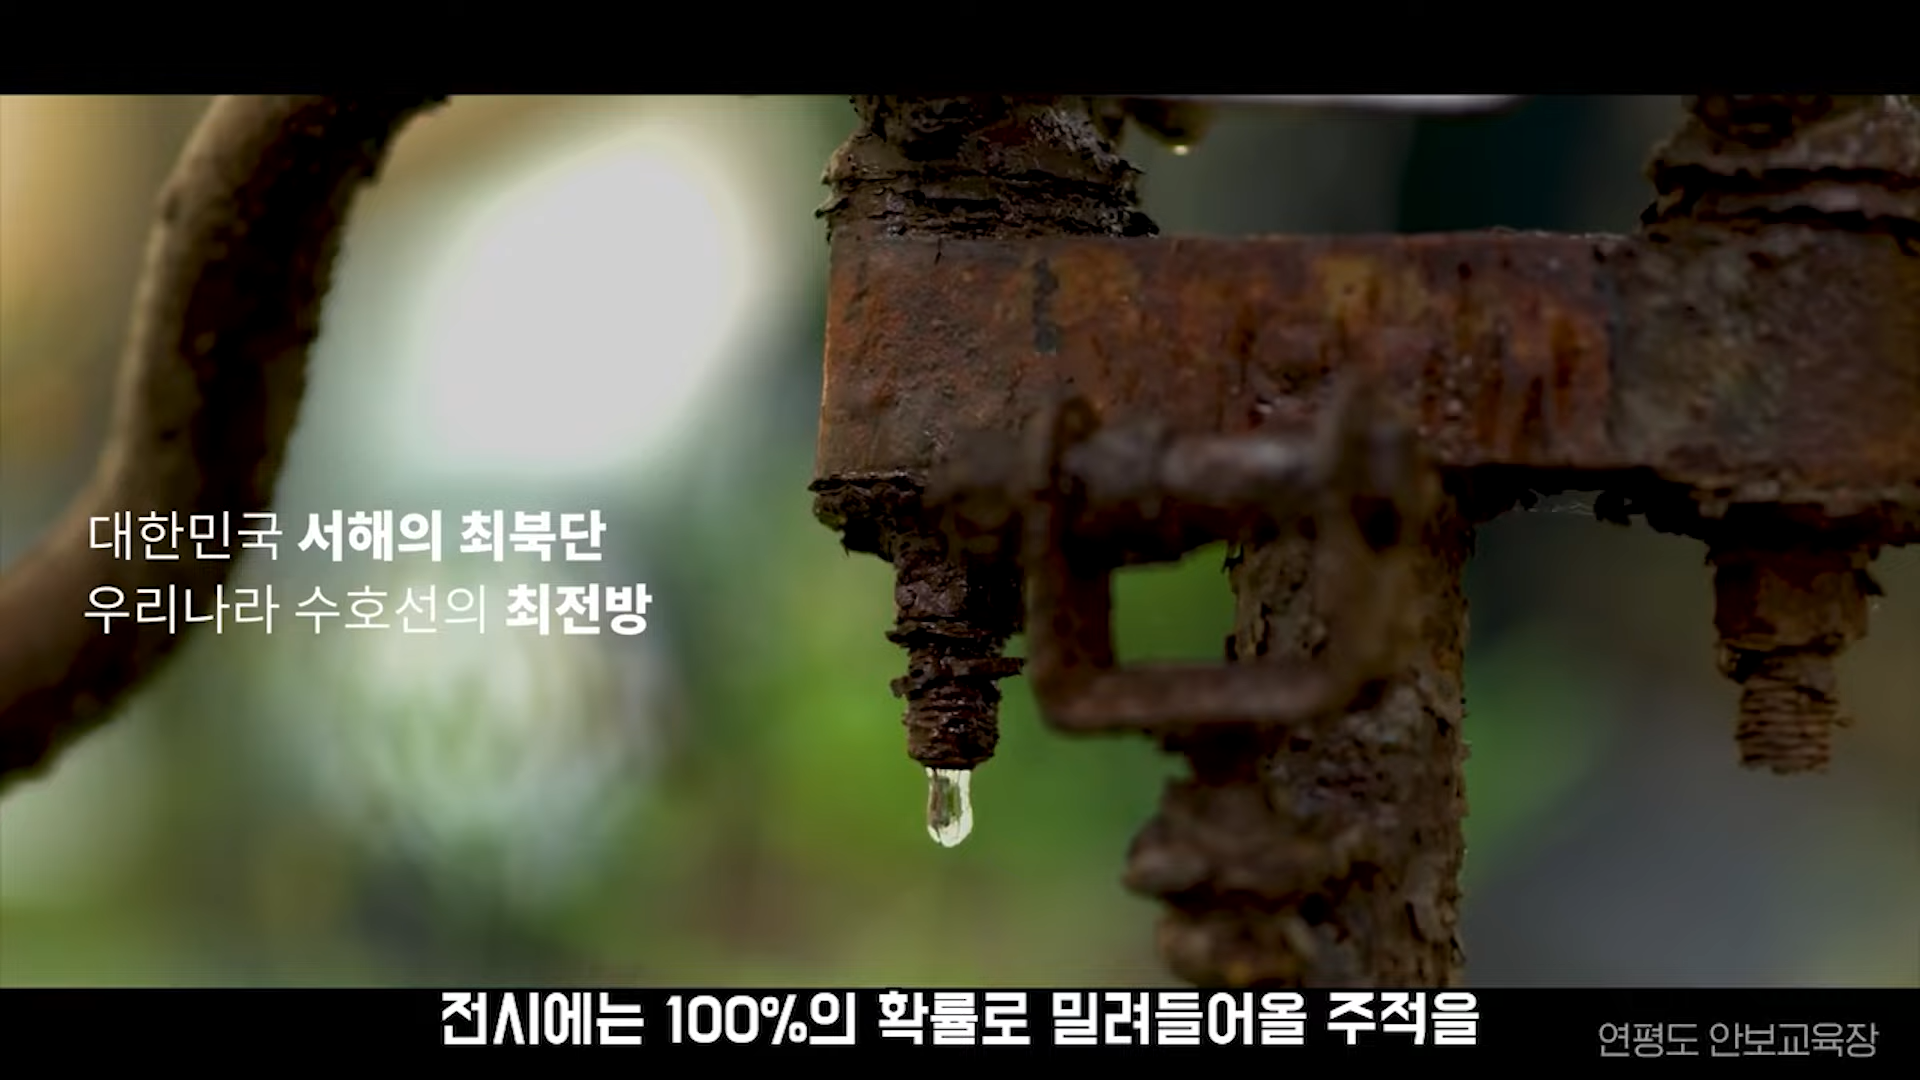 대한민국 서해의 최북단
우리나라 수호선의 최전방
전시에는 100%의 확률로 밀려들어올 주적을
연평도 안보교육장